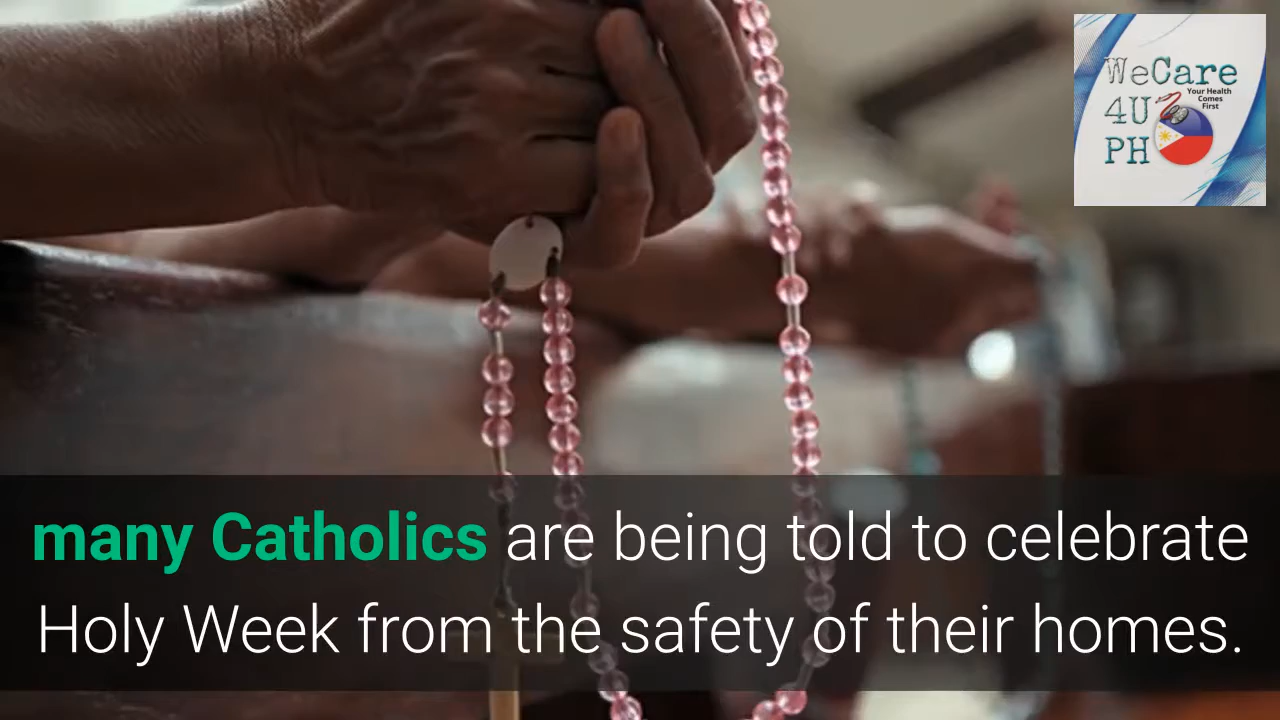 WeCare
4U
PH
Your Health
Comes
First
many Catholics are being told to celebrate
Holy Week from the safety of their homes.